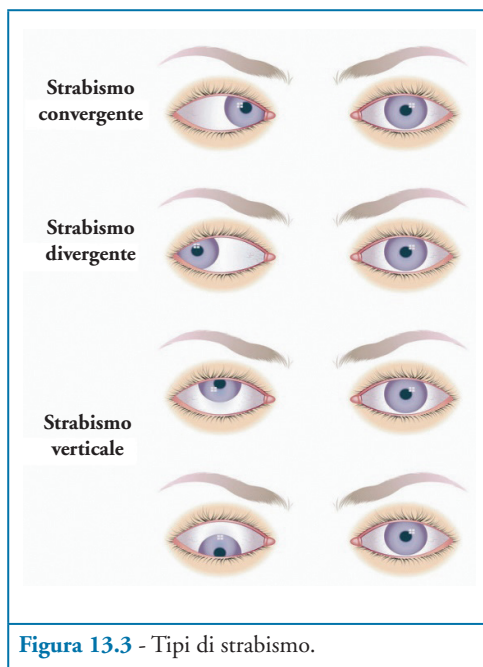 Strabismo
convergente
Strabismo
divergente
Strabismo
verticale
Figura 13.3 - Tipi di strabismo.